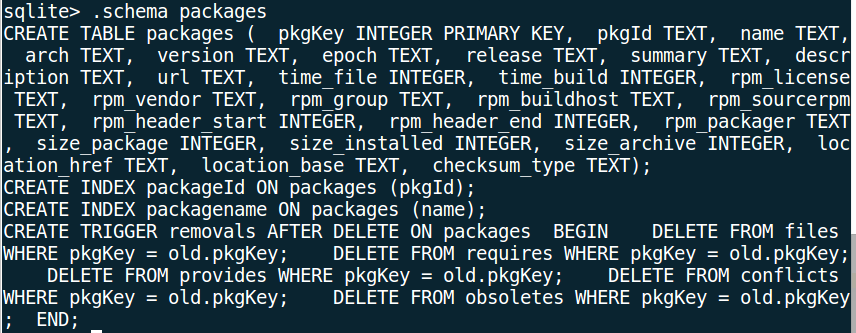 sqlite> .schema packages
CREATE TABLE packages (  pkgKey INTEGER PRIMARY KEY,  pkgId TEXT,  name TEXT,
  arch TEXT,  version TEXT,  epoch TEXT,  release TEXT,  summary TEXT,  descr
iption TEXT,  url TEXT,  time_file INTEGER,  time_build INTEGER,  rpm_license
 TEXT,  rpm_vendor TEXT,  rpm_group TEXT,  rpm_buildhost TEXT,  rpm_sourcerpm
 TEXT,  rpm_header_start INTEGER,  rpm_header_end INTEGER,  rpm_packager TEXT
,  size_package INTEGER,  size_installed INTEGER,  size_archive INTEGER,  loc
ation_href TEXT,  location_base TEXT,  checksum_type TEXT);
CREATE INDEX packageId ON packages (pkgId);
CREATE INDEX packagename ON packages (name);
CREATE TRIGGER removals AFTER DELETE ON packages  BEGIN    DELETE FROM files
WHERE pkgKey = old.pkgKey;    DELETE FROM requires WHERE pkgKey = old.pkgKey;
    DELETE FROM provides WHERE pkgKey = old.pkgKey;    DELETE FROM conflicts
WHERE pkgKey = old.pkgKey;    DELETE FROM obsoletes WHERE pkgKey = old.pkgKey
;  END;